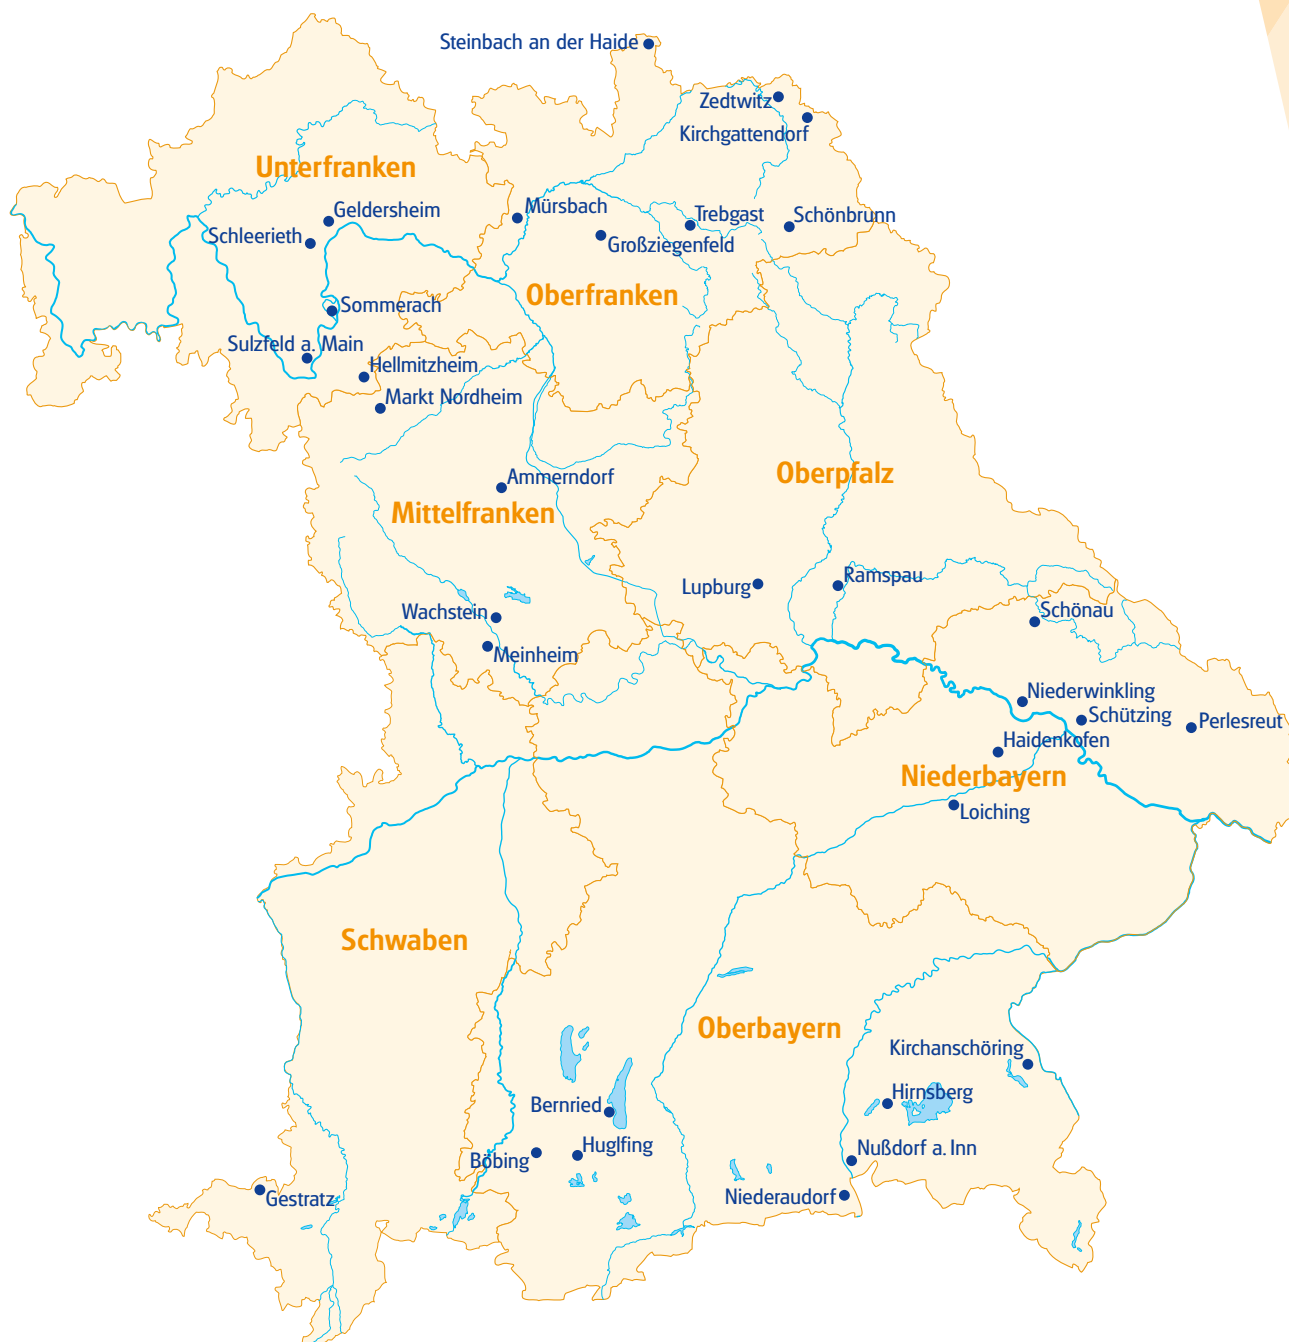 Steinbach an der Haide
Zedtwitz
Kirchgattendorf
Unterfranken
Geldersheim
Mürsbach
Trebgast
Schönbrunn
Schleerieth
Großziegenfeld
Oberfranken
Sommerach
Sulzfeld a. Main
Hellmitzheim
Markt Nordheim
Ammerndorf
Oberpfalz
Mittelfranken
Lupburg
Ramspau
Wachstein
Schönau
Meinheim
Niederwinkling
Schützing
Perlesreut
Haidenkofen
Niederbayern
Loiching
Schwaben
Oberbayern
Kirchanschöring
Hirnsberg
Bernried
Huglfing
Nußdorf a. Inn
Böbing
Niederaudorf
Gestratz